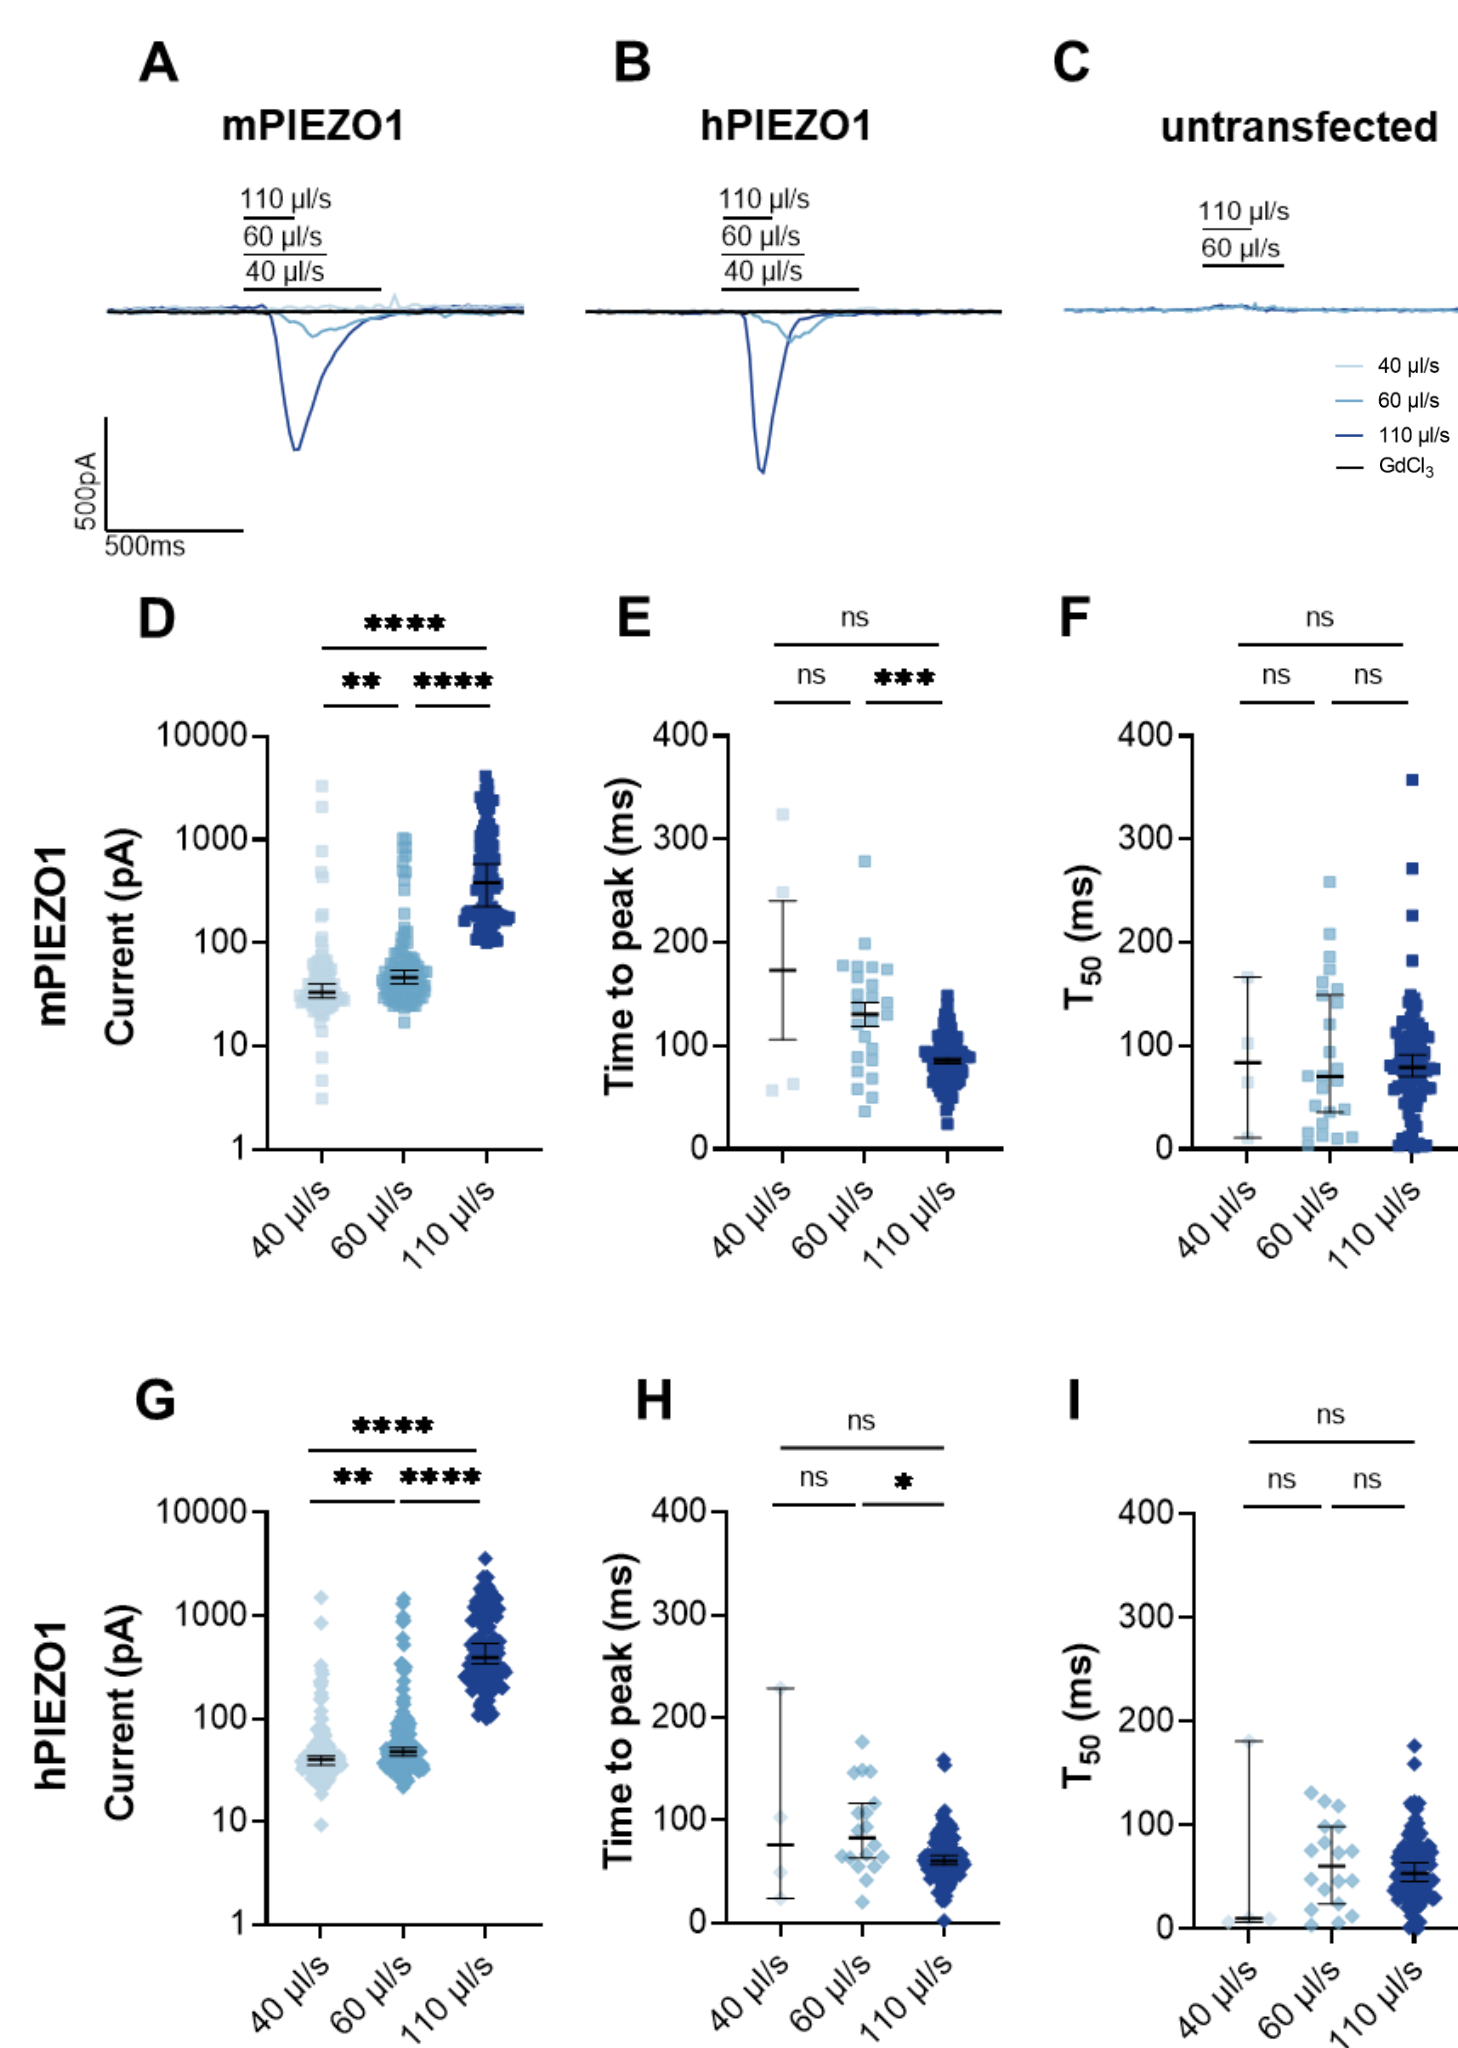 A
B
C
mPIEZO1
hPIEZO1
untransfected
110 µl/s
60 µl/s
40 µl/s
110 µl/s
60 µl/s
40 µl/s
110 µl/s
60 µl/s
40 µl/s
60 µl/s
110 µl/s
GdCl3
500pA
500ms
D
E
F
****
** ****
ns
ns ***
ns
ns ns
mPIEZO1
Current (pA)
10000
1000
100
10
1
40 µl/s
60 µl/s
110 µl/s
Time to peak (ms)
400
300
200
100
0
40 µl/s
60 µl/s
110 µl/s
T50 (ms)
400
300
200
100
0
40 µl/s
60 µl/s
110 µl/s
G
H
I
****
** ****
ns
ns *
ns
ns ns
hPIEZO1
Current (pA)
10000
1000
100
10
1
40 µl/s
60 µl/s
110 µl/s
Time to peak (ms)
400
300
200
100
0
40 µl/s
60 µl/s
110 µl/s
T50 (ms)
400
300
200
100
0
40 µl/s
60 µl/s
110 µl/s